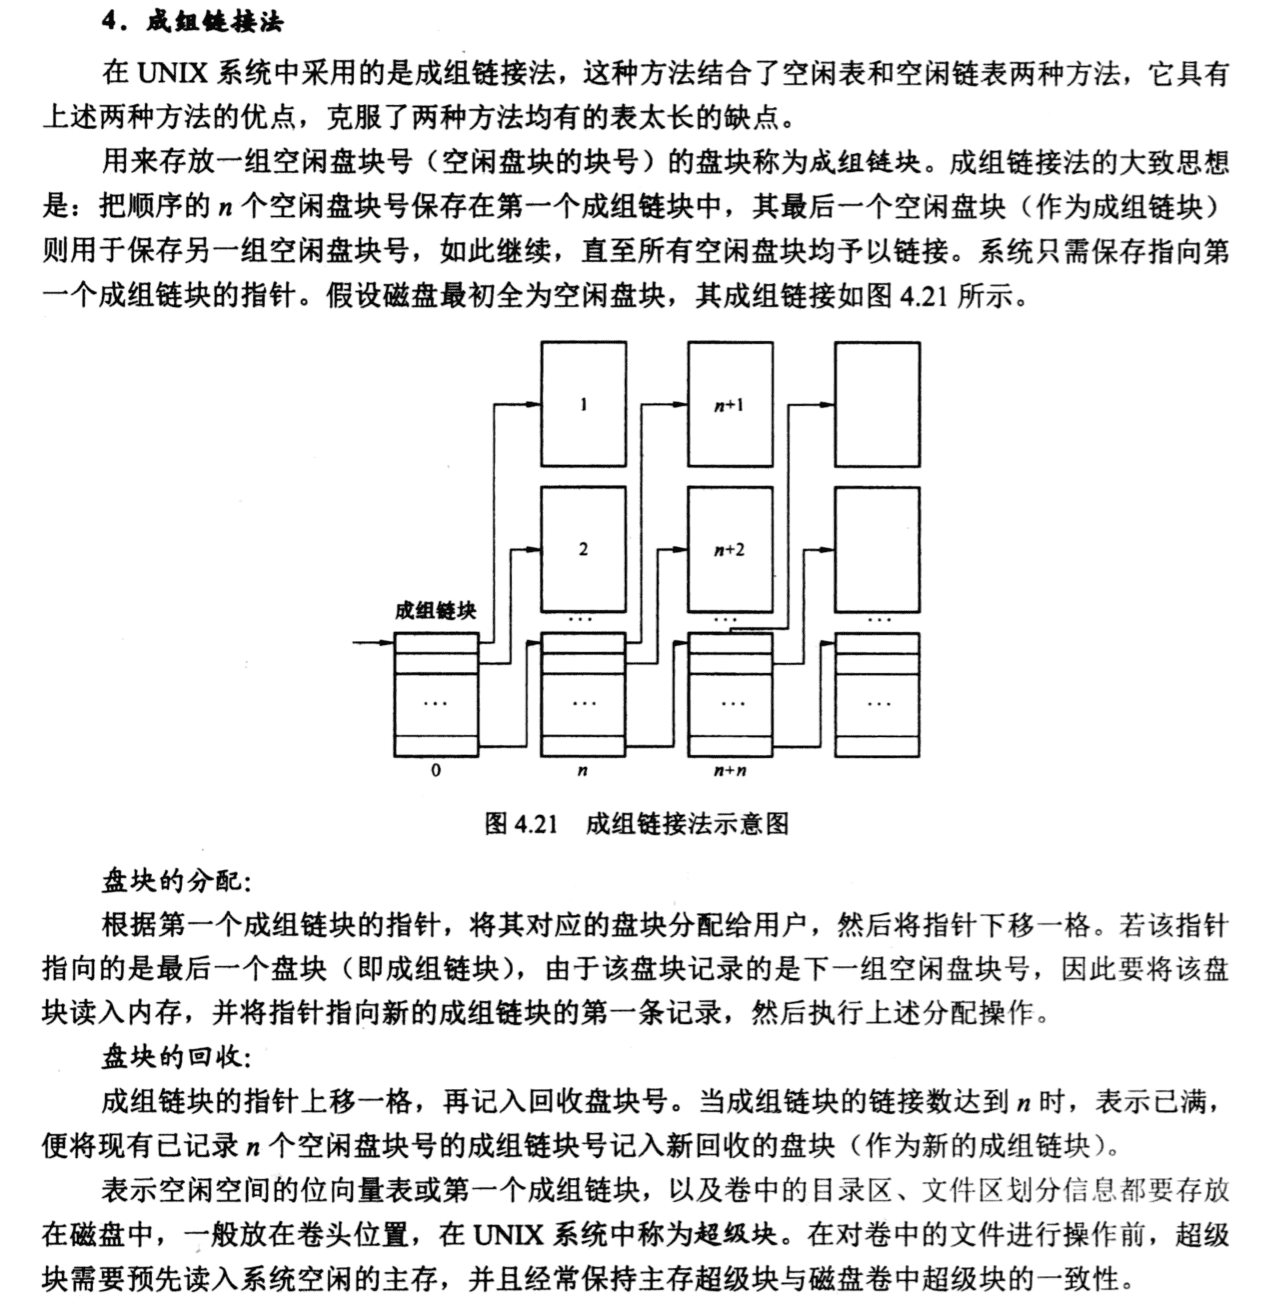 4．成组链接法
在 UNIX 系统中采用的是成组链接法，这种方法结合了空闲表和空闲链表两种方法，它具有
上述两种方法的优点，克服了两种方法均有的表太长的缺点。
用来存放一组空闲盘块号（空闲盘块的块号）的盘块称为成组链块。成组链接法的大致思想
是：把顺序的 n 个空闲盘块号保存在第一个成组链块中，其最后一个空闲盘块（作为成组链块）
则用于保存另一组空闲盘块号，如此继续，直至所有空闲盘块均予以链接。系统只需保存指向第
一个成组链块的指针。假设磁盘最初全为空闲盘块，其成组链接如图 4.21 所示。
1
n+1
2
n+2
成组链块
···
···
···
···
···
···
···
0
n
n+n
图 4.21 成组链接法示意图
盘块的分配：
根据第一个成组链块的指针，将其对应的盘块分配给用户，然后将指针下移一格。若该指针
指向的是最后一个盘块（即成组链块），由于该盘块记录的是下一组空闲盘块号，因此要将该盘
块读入内存，并将指针指向新的成组链块的第一条记录，然后执行上述分配操作。
盘块的回收：
成组链块的指针上移一格，再记入回收盘块号。当成组链块的链接数达到 n 时，表示已满，
便将现有已记录 n 个空闲盘块号的成组链块号记入新回收的盘块（作为新的成组链块）。
表示空闲空间的位向量表或第一个成组链块，以及卷中的目录区、文件区划分信息都要存放
在磁盘中，一般放在卷头位置，在 UNIX 系统中称为超级块。在对卷中的文件进行操作前，超级
块需要预先读入系统空闲的主存，并且经常保持主存超级块与磁盘卷中超级块的一致性。